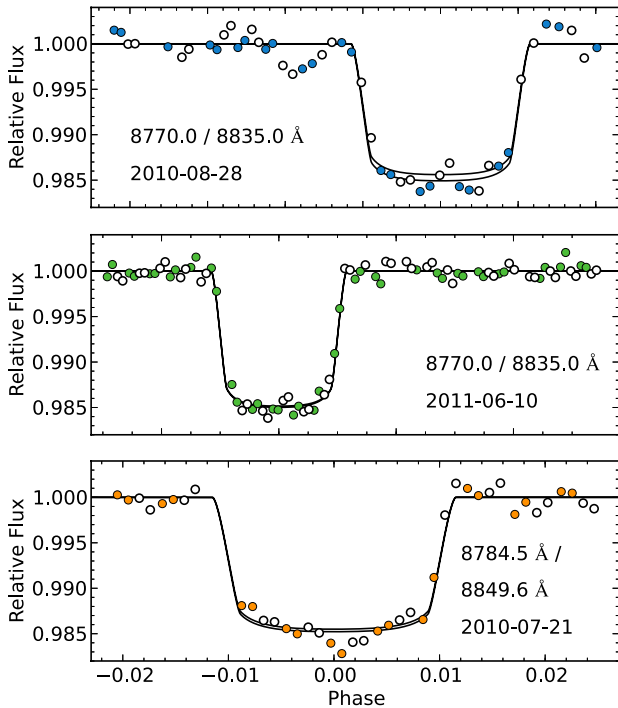 1.000
0.995
0.990
0.985
Relative Flux
8770.0 / 8835.0 Å
2010-08-28
1.000
0.995
0.990
0.985
Relative Flux
8770.0 / 8835.0 Å
2011-06-10
1.000
0.995
0.990
0.985
Relative Flux
8784.5 Å /
8849.6 Å
2010-07-21
−0.02 −0.01 0.00 0.01 0.02
Phase